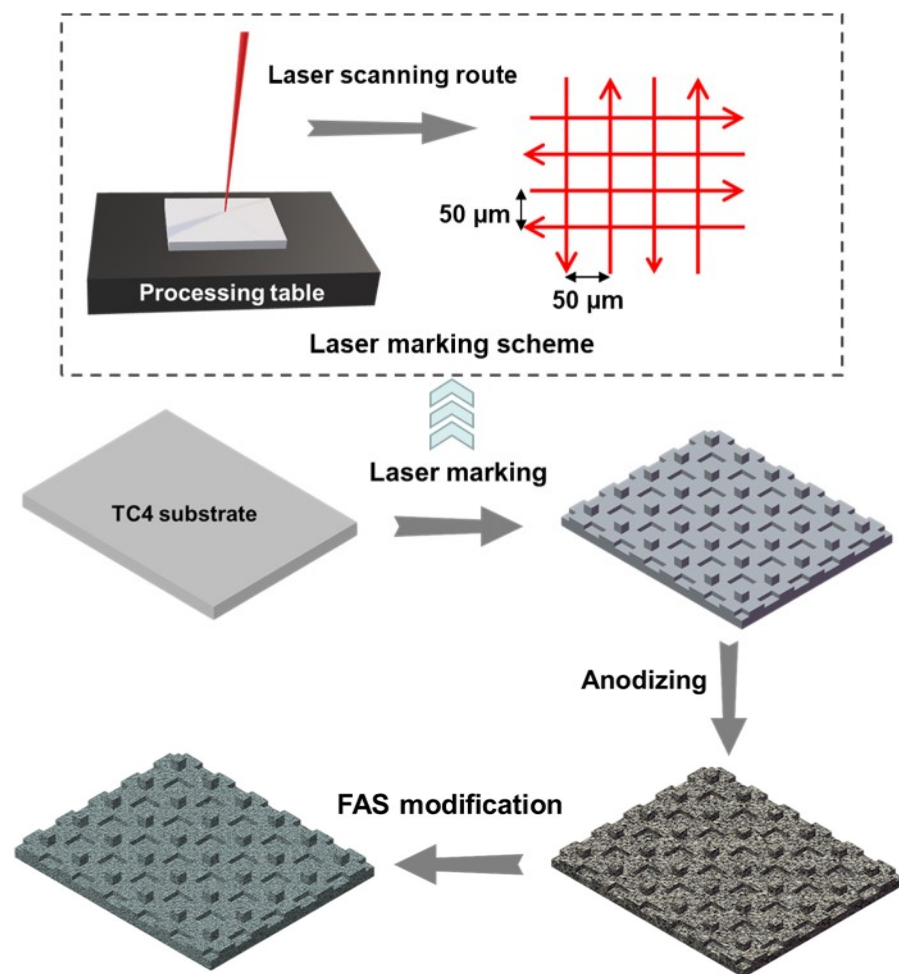 Laser scanning route
50 μm
Processing table
50 μm
Laser marking scheme
Laser marking
TC4 substrate
Anodizing
FAS modification